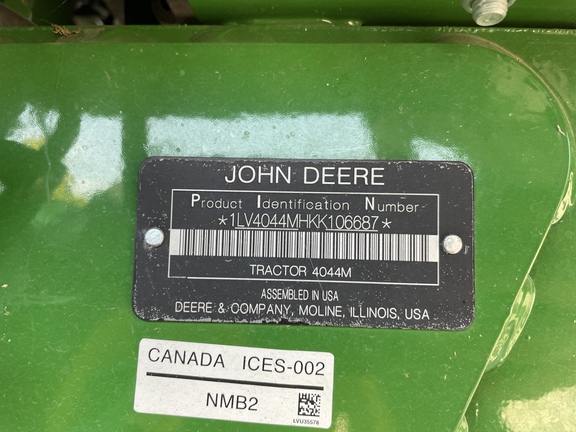 JOHN DEERE
Product Identification Number
*1LV4044MHKK106687*
TRACTOR 4044M
ASSEMBLED IN USA
DEERE & COMPANY, MOLINE, ILLINOIS, USA
CANADA ICES-002
NMB2
LVU35578